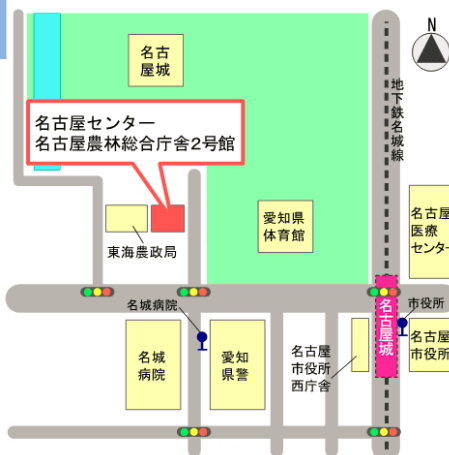 名古
屋城
N
地下鉄名城線
名古屋センター
名古屋農林総合庁舎2号館
愛知県
体育館
名古屋
医療
センター
東海農政局
名城病院
市役所
名古屋城
名城
病院
愛知
県警
名古屋
市役所
西庁舎
名古屋
市役所